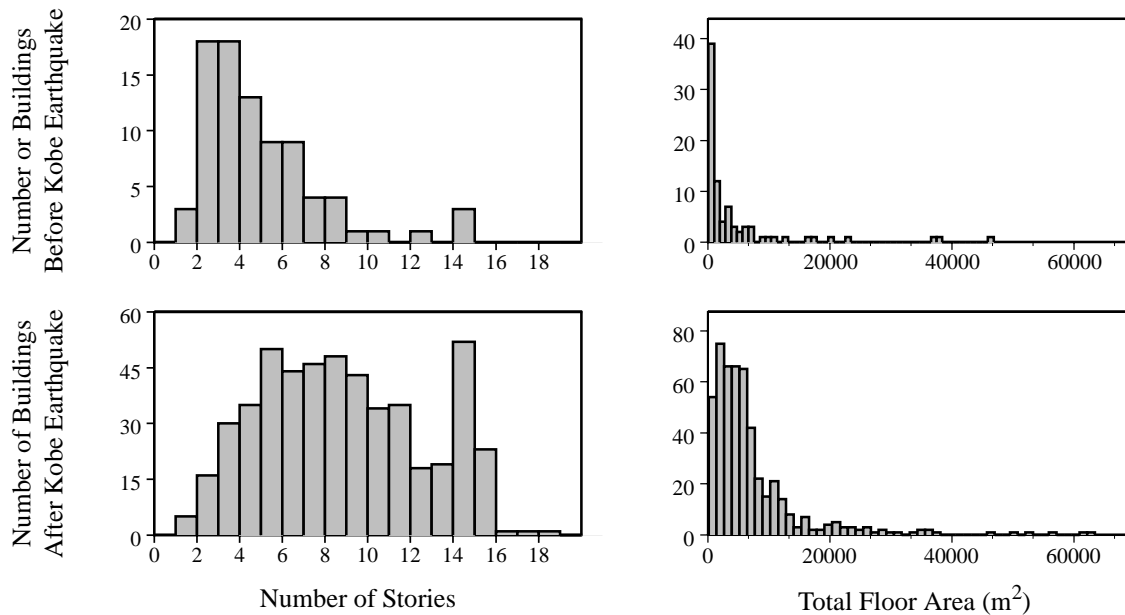 Number or Buildings
Before Kobe Earthquake
20
15
10
5
0
0 2 4 6 8 10 12 14 16 18
40
30
20
10
0
0 20000 40000 60000
Number of Buildings
After Kobe Earthquake
60
45
30
15
0
0 2 4 6 8 10 12 14 16 18
Number of Stories
80
60
40
20
0
0 20000 40000 60000
Total Floor Area (m²)